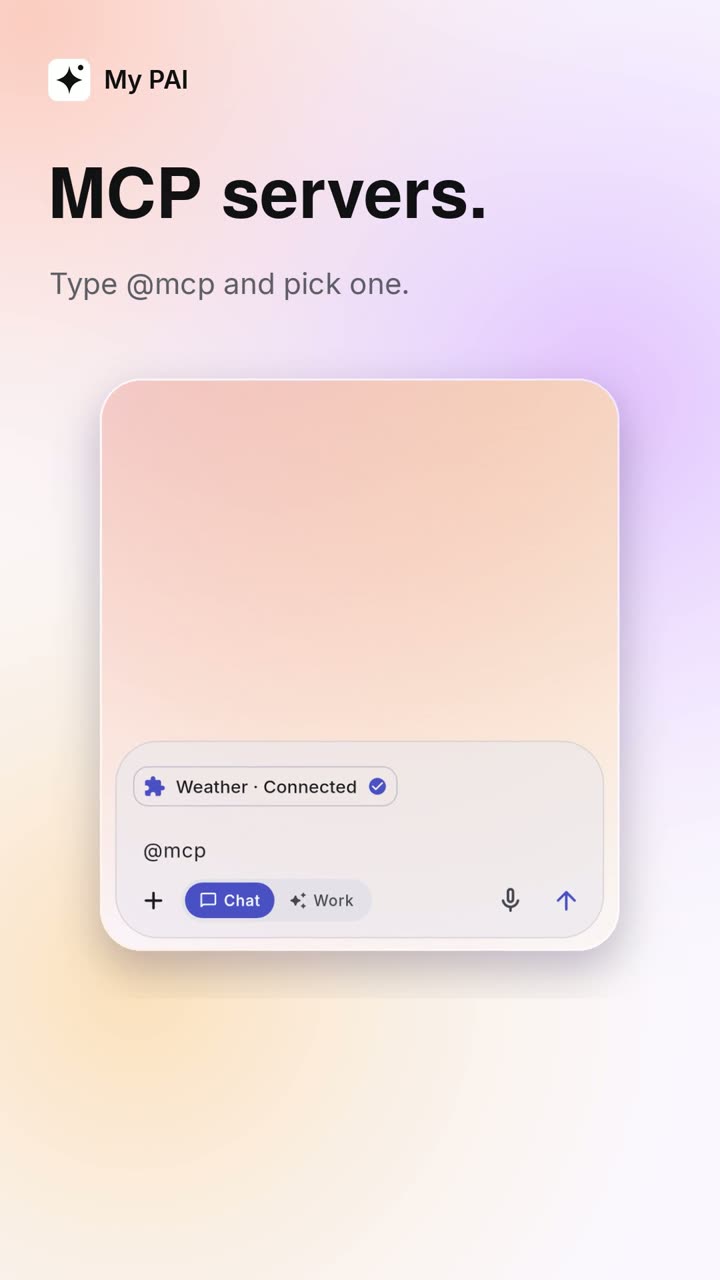 My PAI
MCP servers.
Type @mcp and pick one.
Weather · Connected
@mcp
Chat
Work